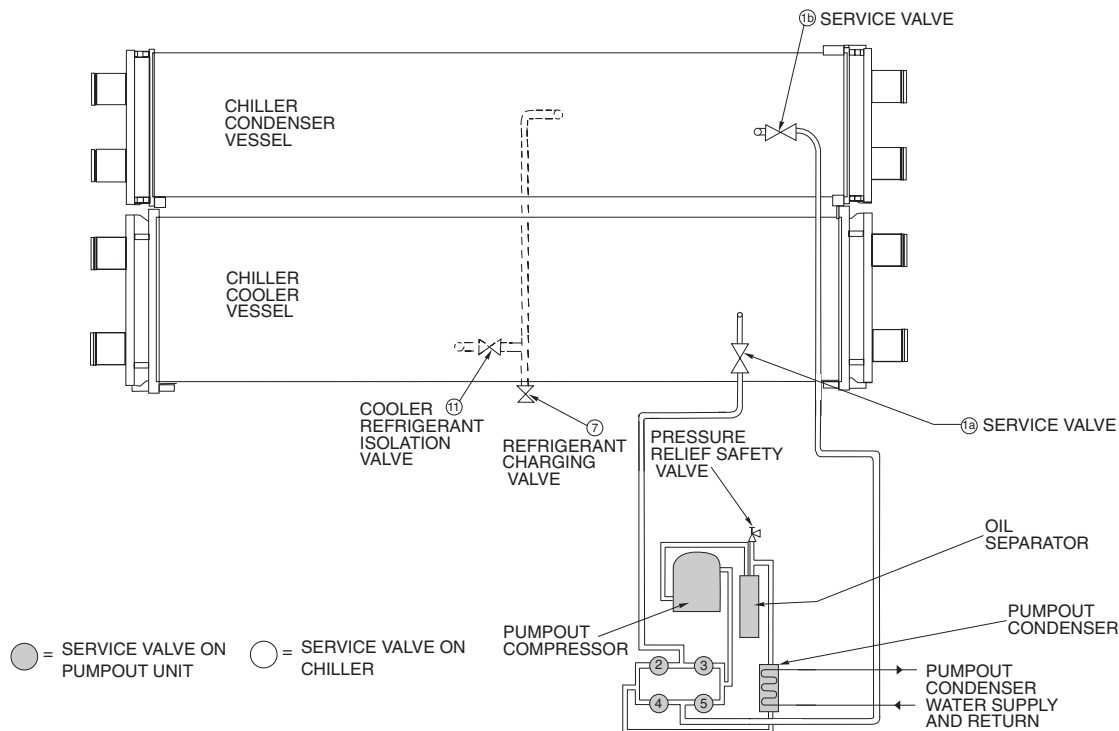 1b SERVICE VALVE
CHILLER
CONDENSER
VESSEL
CHILLER
COOLER
VESSEL
11
COOLER
REFRIGERANT
ISOLATION
VALVE
7
REFRIGERANT
CHARGING
VALVE
PRESSURE
RELIEF SAFETY
VALVE
1a SERVICE VALVE
OIL
SEPARATOR
PUMPOUT
COMPRESSOR
PUMPOUT
CONDENSER
= SERVICE VALVE ON
PUMPOUT UNIT
= SERVICE VALVE ON
CHILLER
2
3
4
5
PUMPOUT
CONDENSER
WATER SUPPLY
AND RETURN